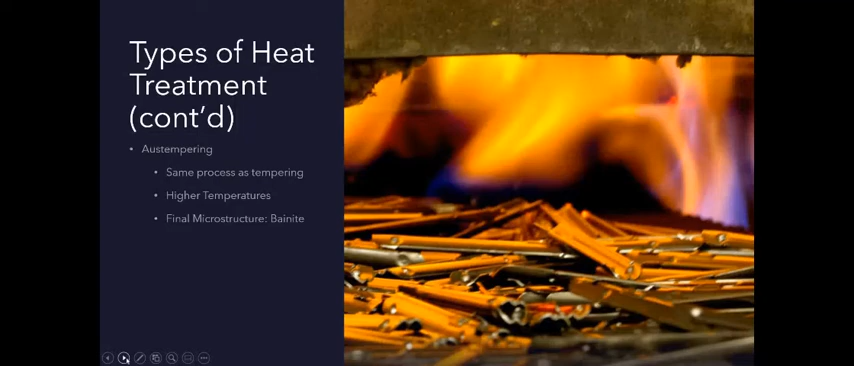 Types of Heat
Treatment
(cont'd)
• Austempering
• Same process as tempering
• Higher Temperatures
• Final Microstructure: Bainite